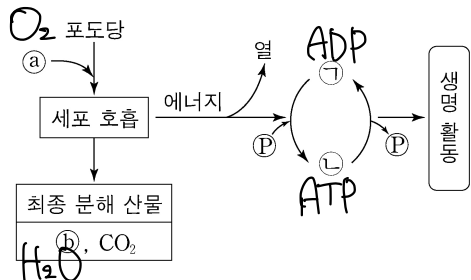 O₂ 포도당
ⓐ
세포 호흡
에너지
열
ADP
㉠
Ⓟ
Ⓟ
㉡
ATP
생명 활동
최종 분해 산물
ⓑ, CO₂
H₂O